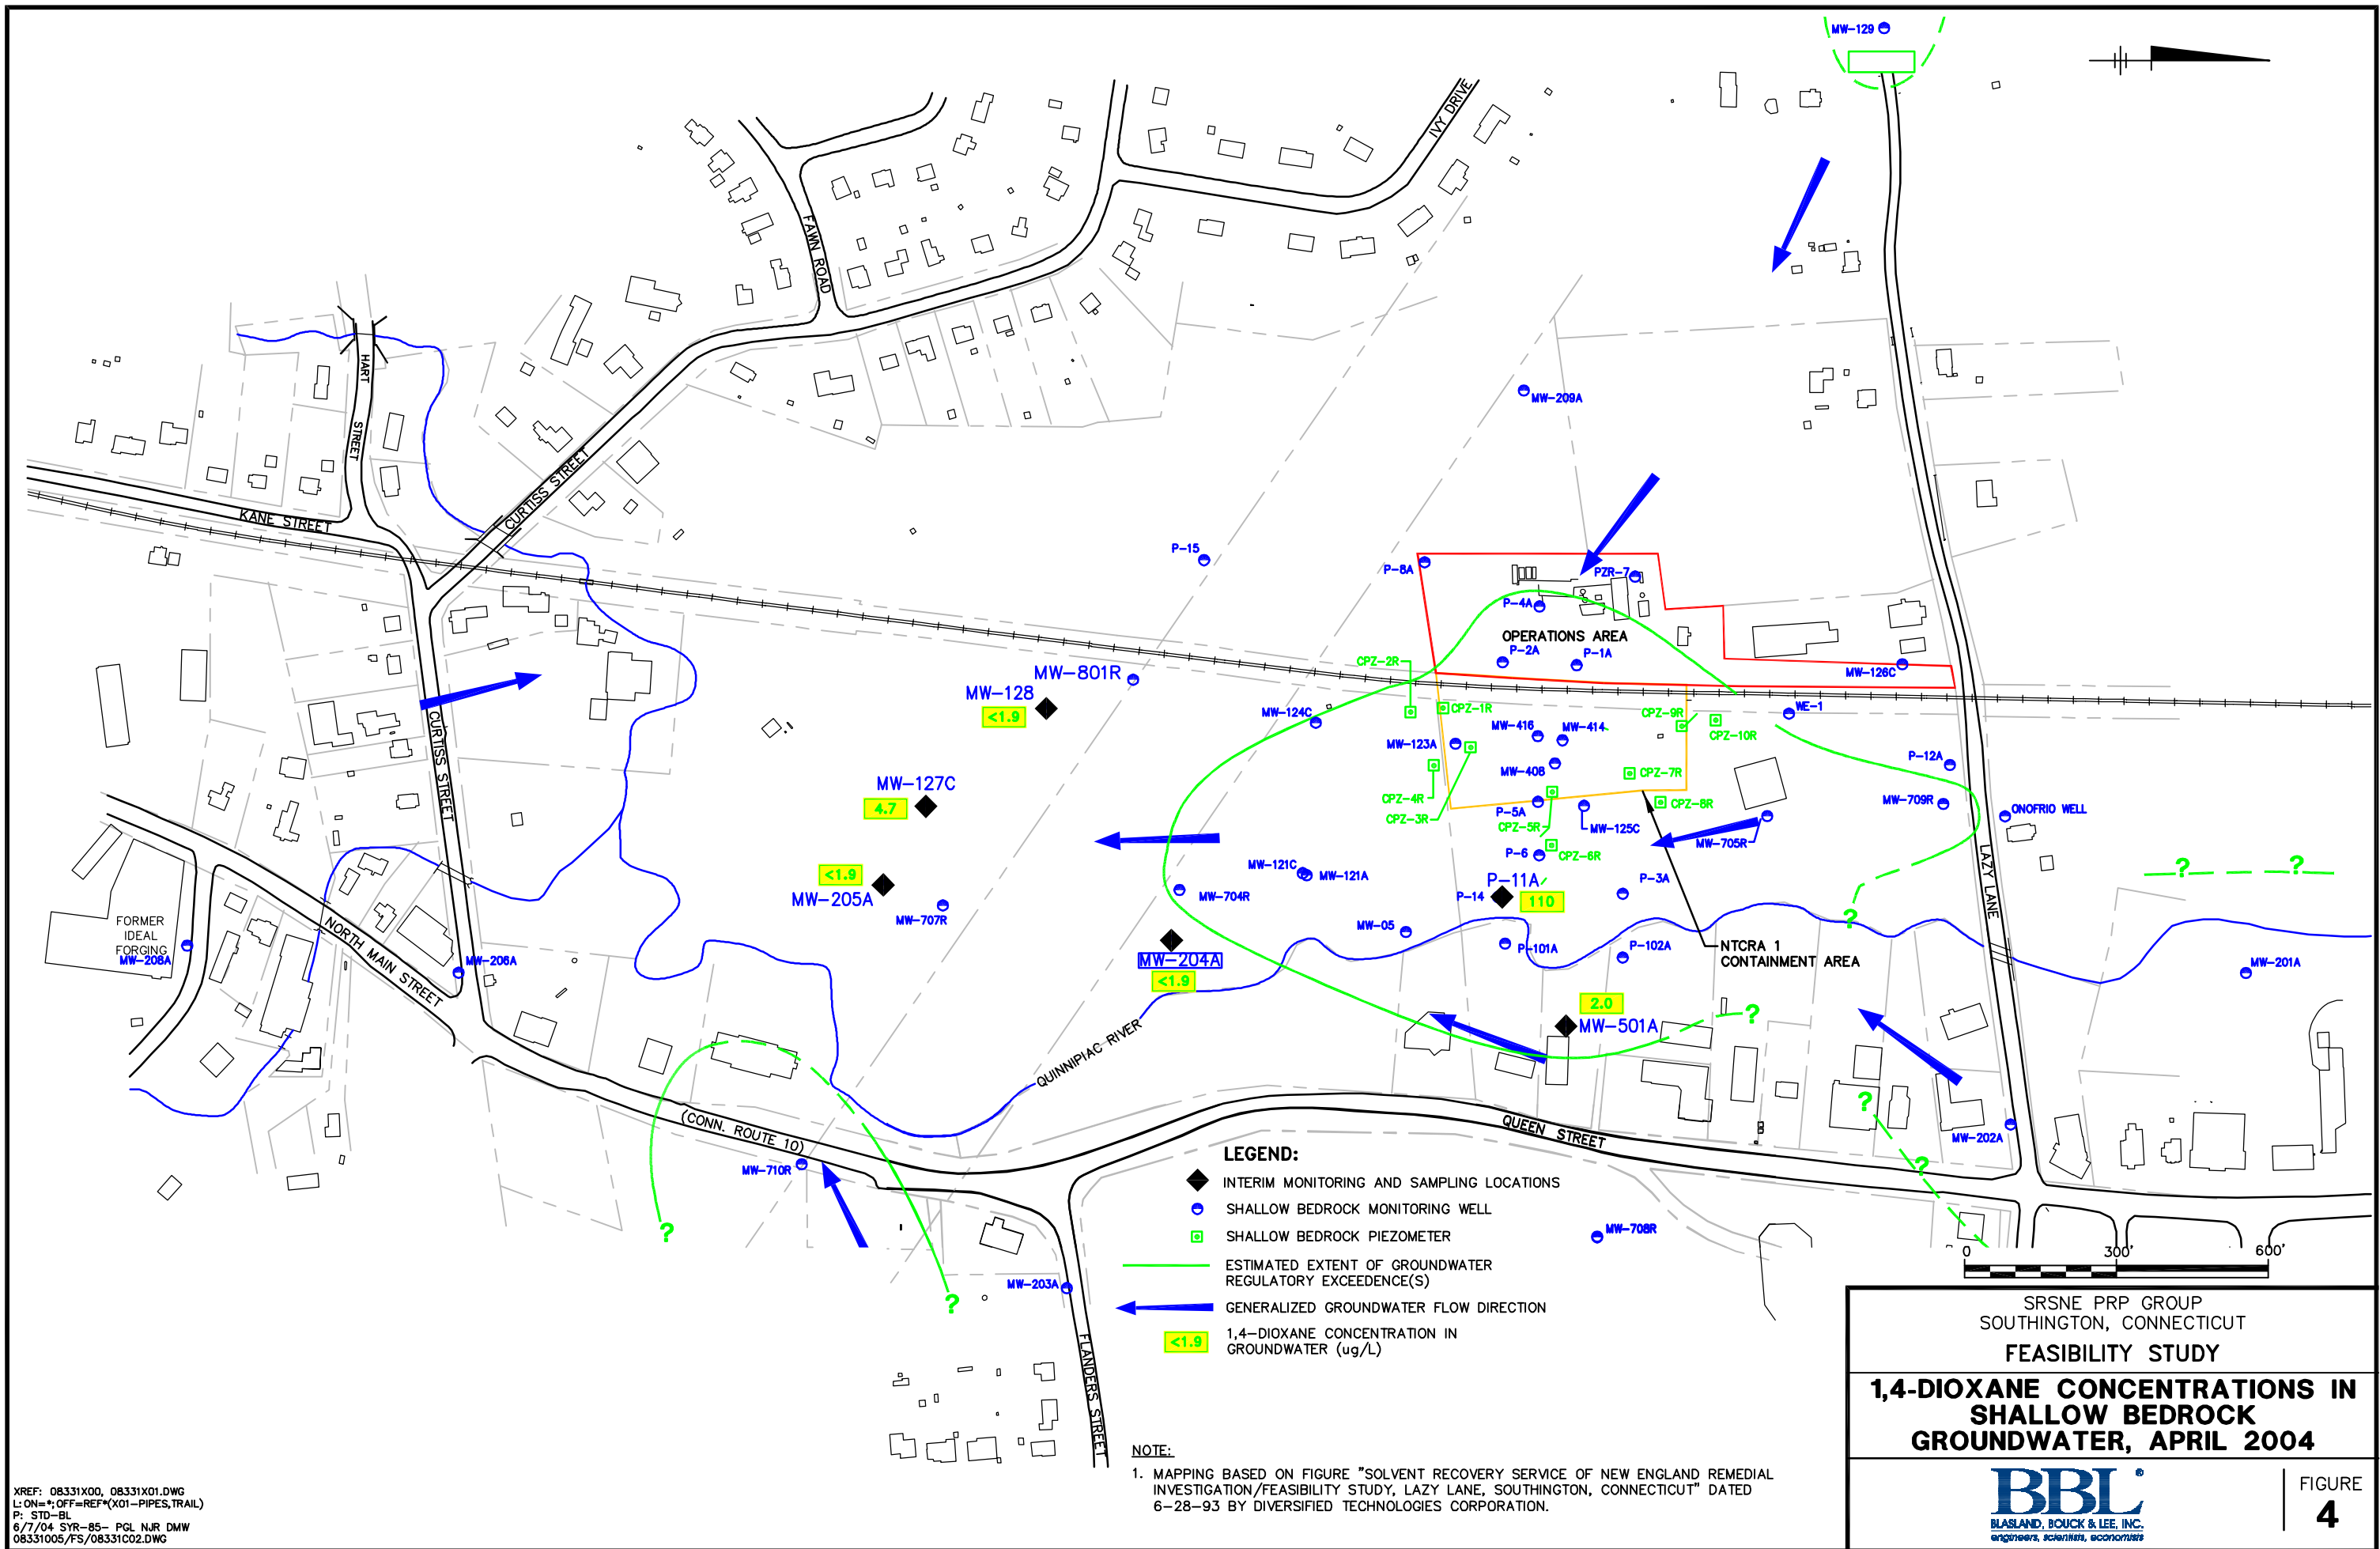 MW-129
IVY DRIVE
FAWN ROAD
HART
STREET
MW-209A
CURTISS STREET
KANE STREET
P-15
P-8A
PZR-7
P-4A
OPERATIONS AREA
P-2A
P-1A
CPZ-2R
MW-126C
MW-801R
MW-128
<1.9
MW-124C
CPZ-1R
CPZ-9R
WE-1
MW-416
MW-414
CPZ-10R
MW-123A
CURTISS STREET
MW-408
CPZ-7R
P-12A
MW-127C
4.7
CPZ-4R
CPZ-3R
P-5A
CPZ-5R
MW-125C
CPZ-8R
MW-709R
ONOFRIO WELL
MW-705R
LAZY LANE
P-6
CPZ-6R
<1.9
MW-205A
MW-707R
MW-121C
MW-121A
MW-704R
P-11A
P-14
110
P-3A
?
?
?
FORMER
IDEAL
FORGING
MW-208A
NORTH MAIN STREET
MW-206A
MW-05
P-101A
P-102A
NTCRA 1
CONTAINMENT AREA
MW-204A
<1.9
MW-201A
2.0
MW-501A
?
QUINNIPIAC RIVER
?
(CONN. ROUTE 10)
QUEEN STREET
MW-202A
?
MW-710R
?
MW-203A
?
MW-708R
FLANDERS STREET
LEGEND:
INTERIM MONITORING AND SAMPLING LOCATIONS
SHALLOW BEDROCK MONITORING WELL
SHALLOW BEDROCK PIEZOMETER
ESTIMATED EXTENT OF GROUNDWATER
REGULATORY EXCEEDENCE(S)
GENERALIZED GROUNDWATER FLOW DIRECTION
<1.9
1,4-DIOXANE CONCENTRATION IN
GROUNDWATER (ug/L)
0 300' 600'
NOTE:
1. MAPPING BASED ON FIGURE "SOLVENT RECOVERY SERVICE OF NEW ENGLAND REMEDIAL
INVESTIGATION/FEASIBILITY STUDY, LAZY LANE, SOUTHINGTON, CONNECTICUT" DATED
6-28-93 BY DIVERSIFIED TECHNOLOGIES CORPORATION.
XREF: 08331X00, 08331X01.DWG
L: ON=*; OFF=REF*(X01-PIPES,TRAIL)
P: STD-BL
6/7/04 SYR-85- PGL NJR DMW
08331005/FS/08331C02.DWG
SRSNE PRP GROUP
SOUTHINGTON, CONNECTICUT
FEASIBILITY STUDY
1,4-DIOXANE CONCENTRATIONS IN
SHALLOW BEDROCK
GROUNDWATER, APRIL 2004
BBL®
BLASLAND, BOUCK & LEE, INC.
engineers, scientists, economists
FIGURE
4